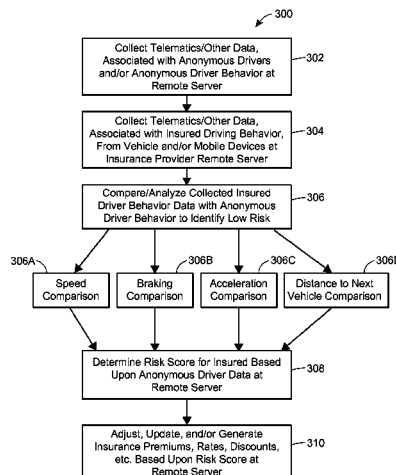 300
Collect Telematics/Other Data,
Associated with Anonymous Drivers
and/or Anonymous Driver Behavior at
Remote Server
302
Collect Telematics/Other Data,
Associated with Insured Driving Behavior,
From Vehicle and/or Mobile Devices at
Insurance Provider Remote Server
304
Compare/Analyze Collected Insured
Driver Behavior Data with Anonymous
Driver Behavior to Identify Low Risk
306
306A
Speed
Comparison
306B
Braking
Comparison
306C
Acceleration
Comparison
306D
Distance to Next
Vehicle Comparison
Determine Risk Score for Insured Based
Upon Anonymous Driver Data at
Remote Server
308
Adjust, Update, and/or Generate
Insurance Premiums, Rates, Discounts,
etc. Based Upon Risk Score at
Remote Server
310